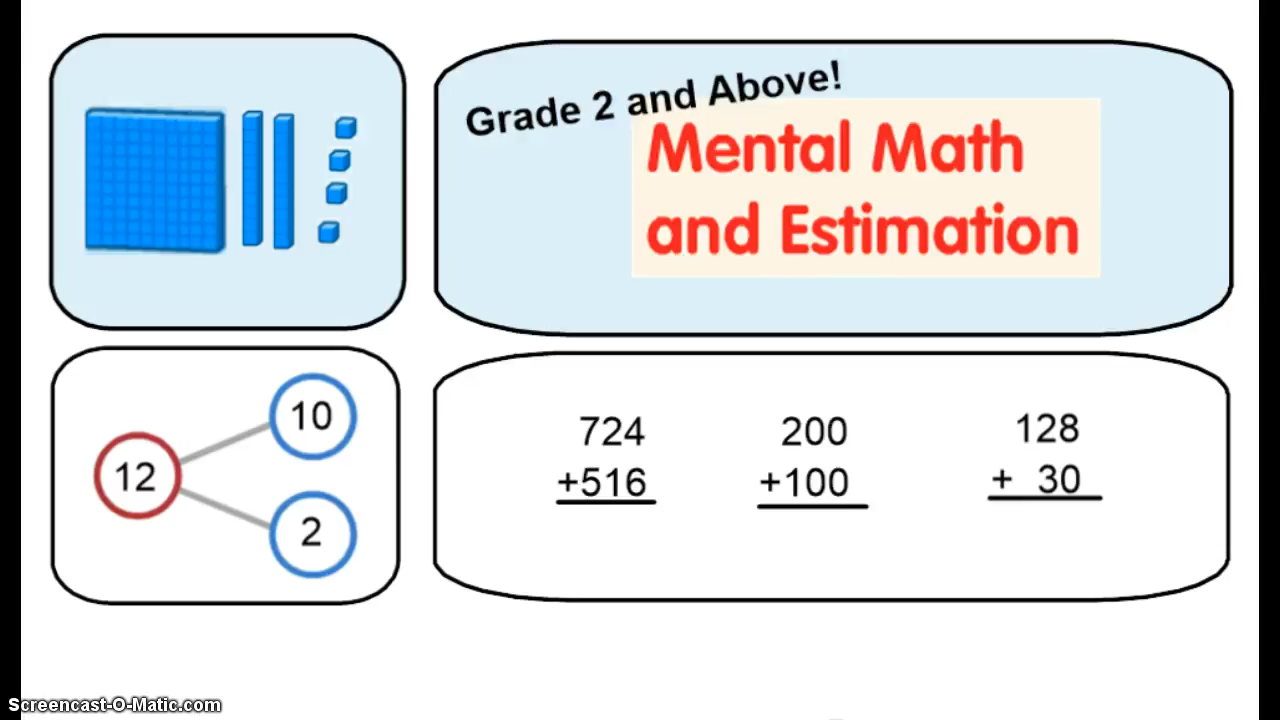 Grade 2 and Above!
Mental Math
and Estimation
10
12
2
724
+516
200
+100
128
+ 30
Screencast-O-Matic.com